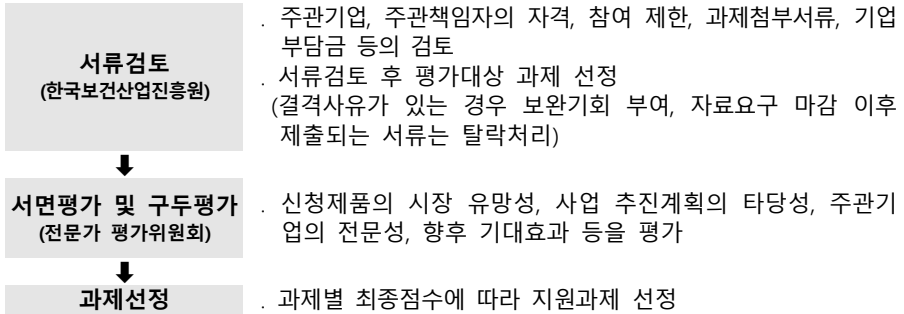 서류검토
(한국보건산업진흥원)
. 주관기업, 주관책임자의 자격, 참여 제한, 과제첨부서류, 기업
부담금 등의 검토
. 서류검토 후 평가대상 과제 선정
(결격사유가 있는 경우 보완기회 부여, 자료요구 마감 이후
제출되는 서류는 탈락처리)
서면평가 및 구두평가
(전문가 평가위원회)
. 신청제품의 시장 유망성, 사업 추진계획의 타당성, 주관기
업의 전문성, 향후 기대효과 등을 평가
과제선정
. 과제별 최종점수에 따라 지원과제 선정